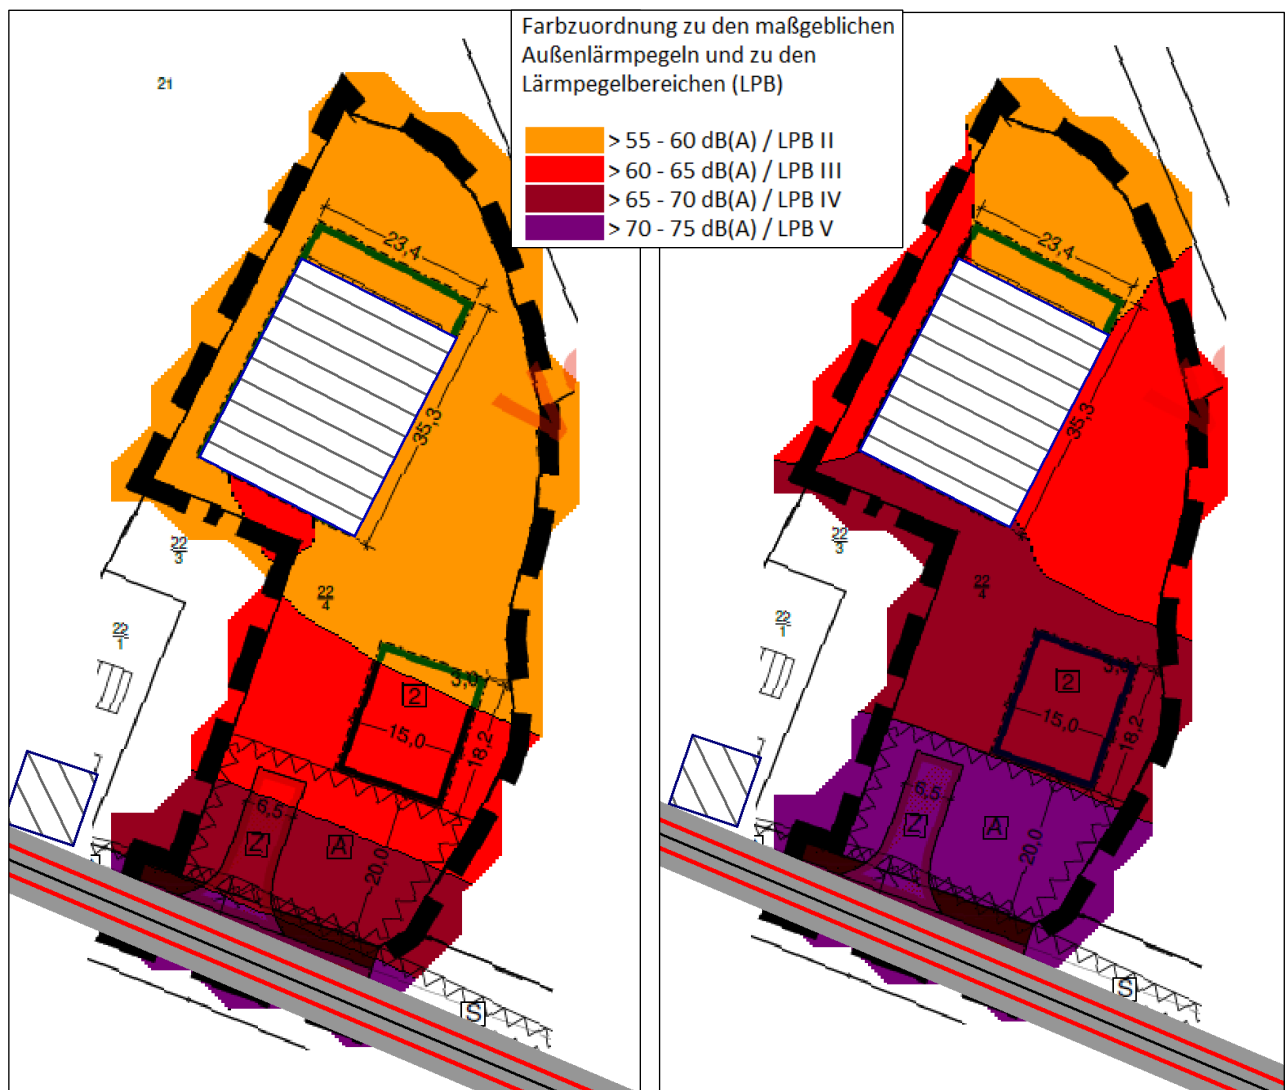 Farbzuordnung zu den maßgeblichen
Außenlärmpegeln und zu den
Lärmpegelbereichen (LPB)
> 55 - 60 dB(A) / LPB II
> 60 - 65 dB(A) / LPB III
> 65 - 70 dB(A) / LPB IV
> 70 - 75 dB(A) / LPB V
21
23,4
35,3
22
3
22
4
22
1
2
3,0
15,0
18,2
6,5
Z
A
20,0
S
23,4
35,3
22
3
22
4
22
1
2
3,0
15,0
18,2
6,5
Z
A
20,0
S